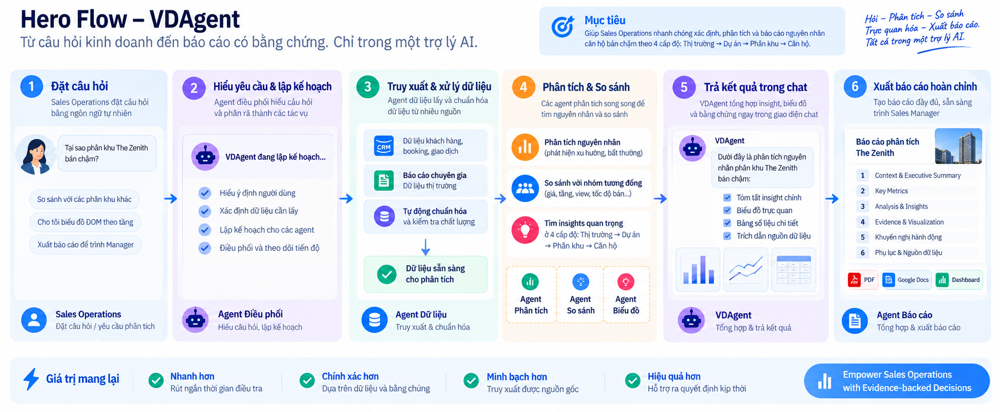 Hero Flow – VDAgent
Từ câu hỏi kinh doanh đến báo cáo có bằng chứng. Chỉ trong một trợ lý AI.
Mục tiêu
Giúp Sales Operations nhanh chóng xác định, phân tích và báo cáo nguyên nhân
căn hộ bán chậm theo 4 cấp độ: Thị trường → Dự án → Phân khu → Căn hộ.
Hỏi – Phân tích – So sánh
Trực quan hóa – Xuất báo cáo.
Tất cả trong một trợ lý AI.
1
Đặt câu hỏi
Sales Operations đặt câu hỏi
bằng ngôn ngữ tự nhiên
Tại sao phân khu The Zenith
bán chậm?
So sánh với các phân khu khác
Cho tôi biểu đồ ĐOM theo tầng
Xuất báo cáo để trình Manager
Sales Operations
Đặt câu hỏi / yêu cầu phân tích
2
Hiểu yêu cầu & lập kế hoạch
Agent điều phối hiểu câu hỏi
và phân rã thành các tác vụ
VDAgent đang lập kế hoạch...
Hiểu ý định người dùng
Xác định dữ liệu cần lấy
Lập kế hoạch cho các agent
Điều phối và theo dõi tiến độ
Agent Điều phối
Hiểu câu hỏi, lập kế hoạch
3
Truy xuất & xử lý dữ liệu
Agent dữ liệu lấy và chuẩn hóa
dữ liệu từ nhiều nguồn
CRM
Dữ liệu khách hàng,
booking, giao dịch
Báo cáo chuyên gia
Dữ liệu thị trường
Tự động chuẩn hóa
và kiểm tra chất lượng
Dữ liệu sẵn sàng
cho phân tích
Agent Dữ liệu
Truy xuất & chuẩn hóa
4
Phân tích & So sánh
Các agent phân tích song song để
tìm nguyên nhân và so sánh
Phân tích nguyên nhân
(phát hiện xu hướng, bất thường)
So sánh với nhóm tương đồng
(giá, tầng, view, tốc độ bán...)
Tìm insights quan trọng
ở 4 cấp độ: Thị trường → Dự án
→ Phân khu → Căn hộ
Agent
Phân tích
Agent
So sánh
Agent
Biểu đồ
5
Trả kết quả trong chat
VDAgent tổng hợp insight, biểu đồ
và bằng chứng ngay trong giao diện chat
VDAgent
Dưới đây là phân tích nguyên
nhân phân khu The Zenith
bán chậm:
Tóm tắt insight chính
Biểu đồ trực quan
Bảng số liệu chi tiết
Trích dẫn nguồn dữ liệu
VDAgent
Tổng hợp & trả kết quả
6
Xuất báo cáo hoàn chỉnh
Tạo báo cáo đầy đủ, sẵn sàng
trình Sales Manager
Báo cáo phân tích
The Zenith
1 Context & Executive Summary
2 Key Metrics
3 Analysis & Insights
4 Evidence & Visualization
5 Khuyến nghị hành động
6 Phụ lục & Nguồn dữ liệu
PDF PDF
Google Docs
Dashboard
Agent Báo cáo
Tổng hợp & xuất báo cáo
Giá trị mang lại
Nhanh hơn
Rút ngắn thời gian điều tra
Chính xác hơn
Dựa trên dữ liệu và bằng chứng
Minh bạch hơn
Truy xuất được nguồn gốc
Hiệu quả hơn
Hỗ trợ ra quyết định kịp thời
Empower Sales Operations
with Evidence-backed Decisions